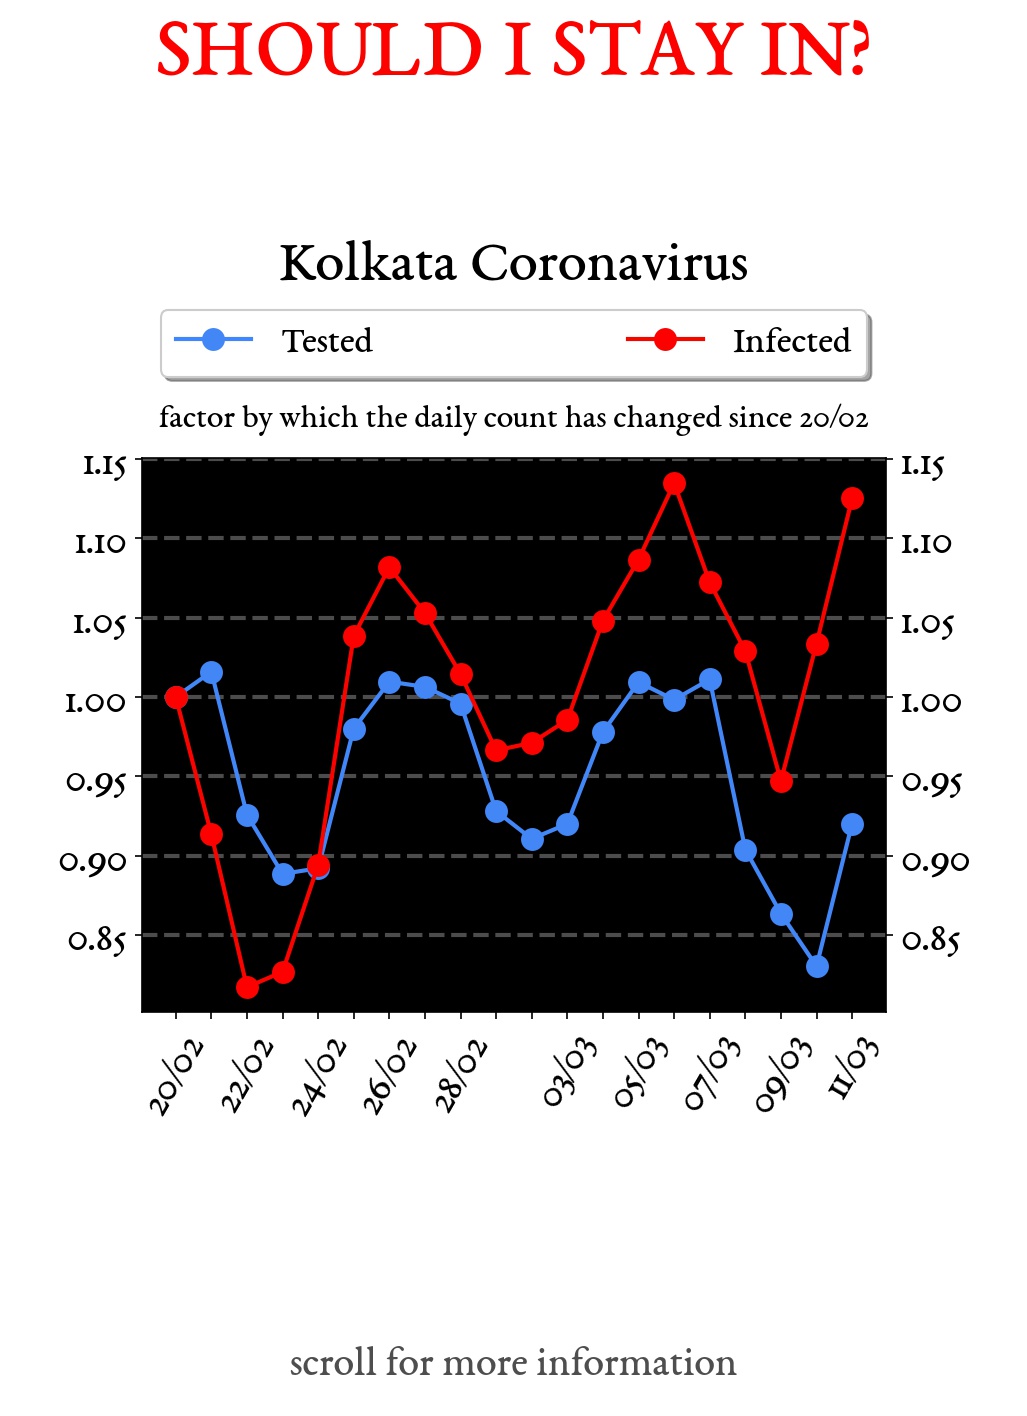 SHOULD I STAY IN?
Kolkata Coronavirus
Tested Infected
factor by which the daily count has changed since 20/02
1.15 1.15
1.10 1.10
1.05 1.05
1.00 1.00
0.95 0.95
0.90 0.90
0.85 0.85
20/02 22/02 24/02 26/02 28/02 03/03 05/03 07/03 09/03 11/03
scroll for more information